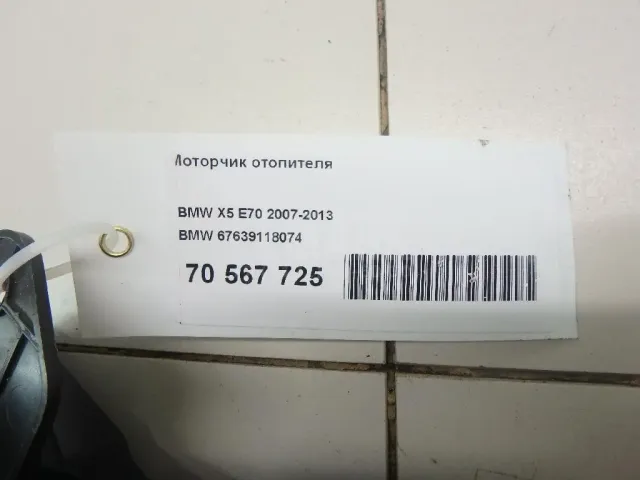 Моторчик отопителя
BMW X5 E70 2007-2013
BMW 67639118074
70 567 725